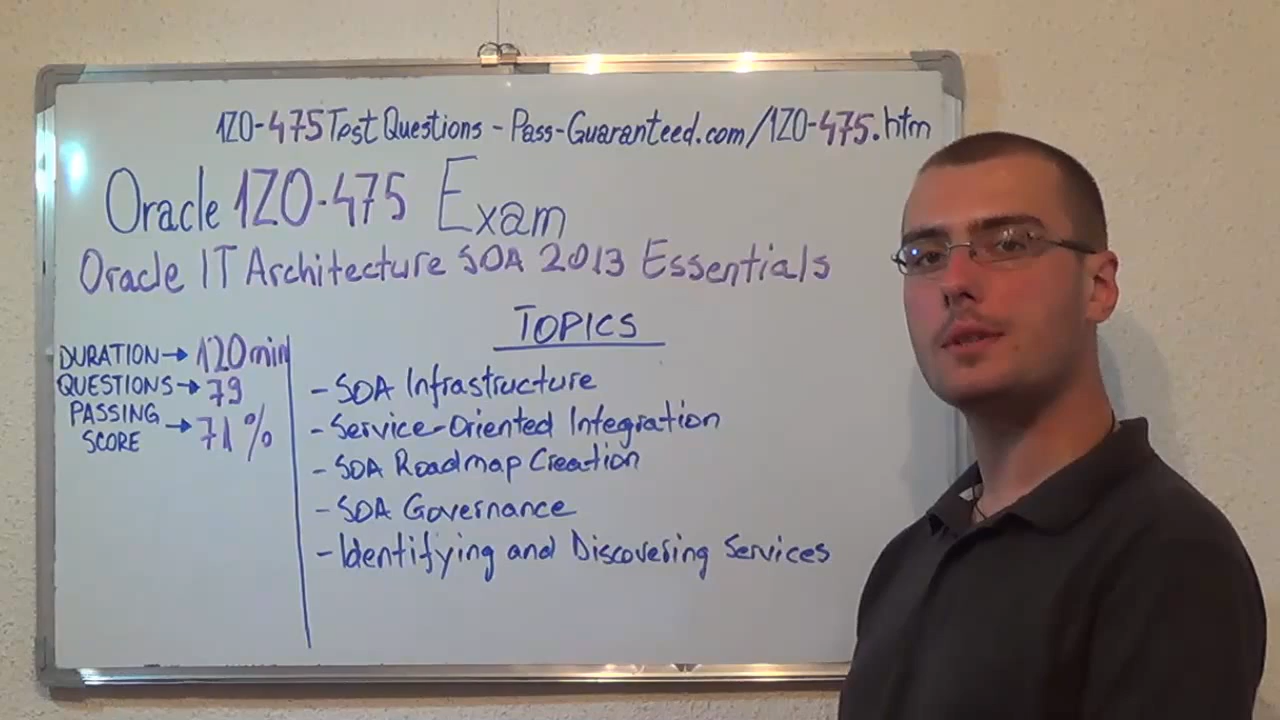 1Z0-475 Test Questions - Pass-Guaranteed.com/1Z0-475.htm
Oracle 1Z0-475 Exam
Oracle IT Architecture SOA 2013 Essentials
TOPICS
DURATION → 120min
QUESTIONS → 79
PASSING SCORE → 71%
- SOA Infrastructure
- Service-Oriented Integration
- SOA Roadmap Creation
- SOA Governance
- Identifying and Discovering Services